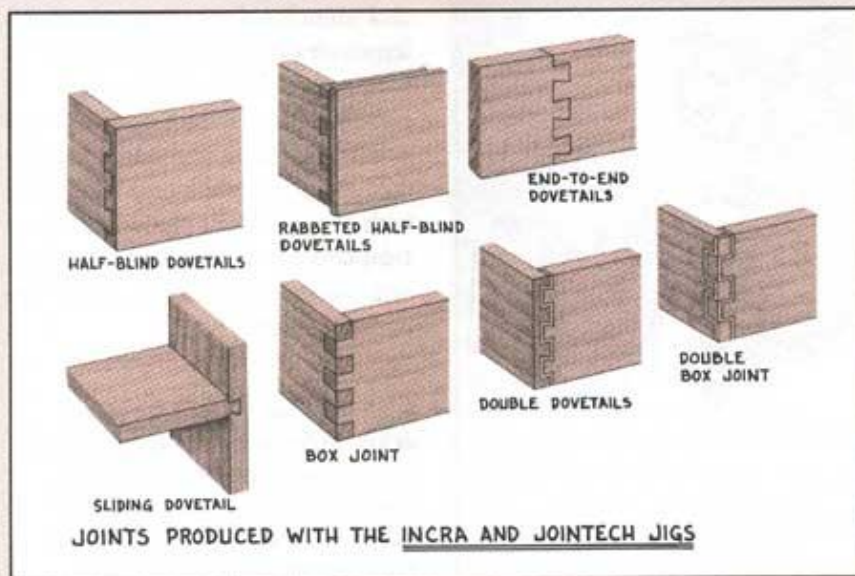 HALF-BLIND DOVETAILS
RABBETED HALF-BLIND
DOVETAILS
END-TO-END
DOVETAILS
SLIDING DOVETAIL
BOX JOINT
DOUBLE DOVETAILS
DOUBLE
BOX JOINT
JOINTS PRODUCED WITH THE INCRA AND JOINTECH JIGS